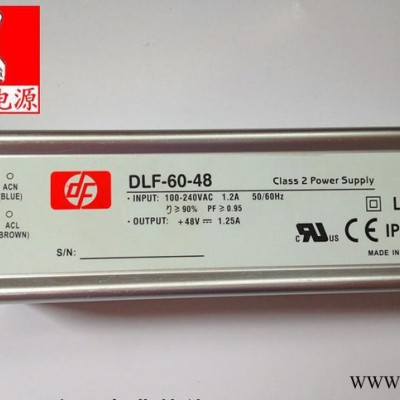 电源
DLF-60-48
Class 2 Power Supply
ACN
(BLUE)
ACL
(BROWN)
• INPUT: 100-240VAC 1.2A 50/60Hz
η≥90% PF≥0.95
• OUTPUT: +48V ⎓ 1.25A
S/N:
c RU us CE IP
MADE IN
www.